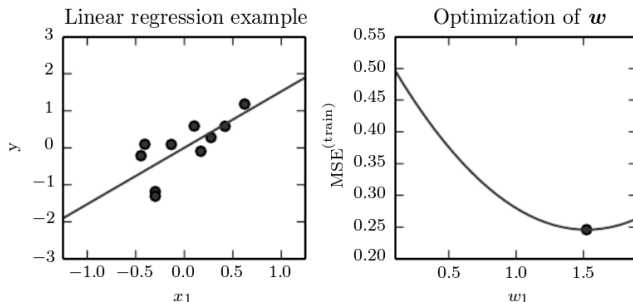 Linear regression example
3
2
1
0
−1
−2
−3
y
−1.0 −0.5 0.0 0.5 1.0
x1
Optimization of w
0.55
0.50
0.45
0.40
0.35
0.30
0.25
0.20
MSE(train)
0.5 1.0 1.5
w1